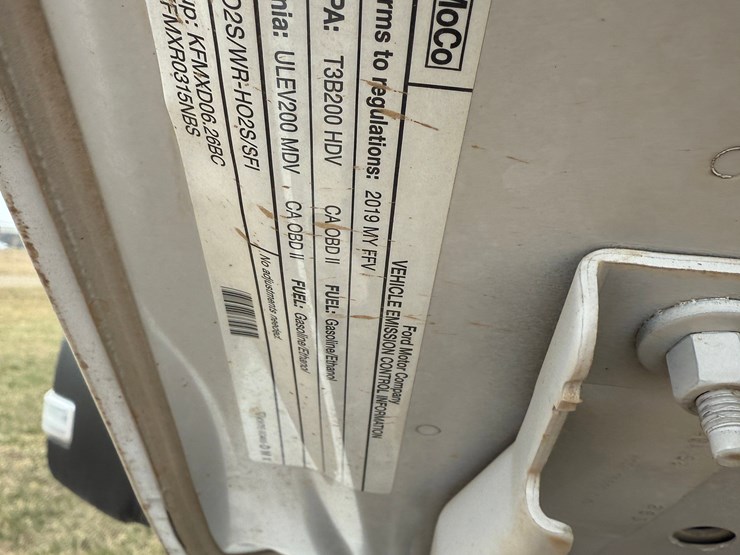 MoCo
Ford Motor Company
VEHICLE EMISSION CONTROL INFORMATION
rms to regulations: 2019 MY FFV
PA: T3B200 HDV CA OBD II FUEL: Gasoline/Ethanol
nia: ULEV200 MDV CA OBD II FUEL: Gasoline/Ethanol
O2S/WR-HO2S/SFI
No adjustments needed.
up: KFMXD06.26BC
FMXR0315NBS